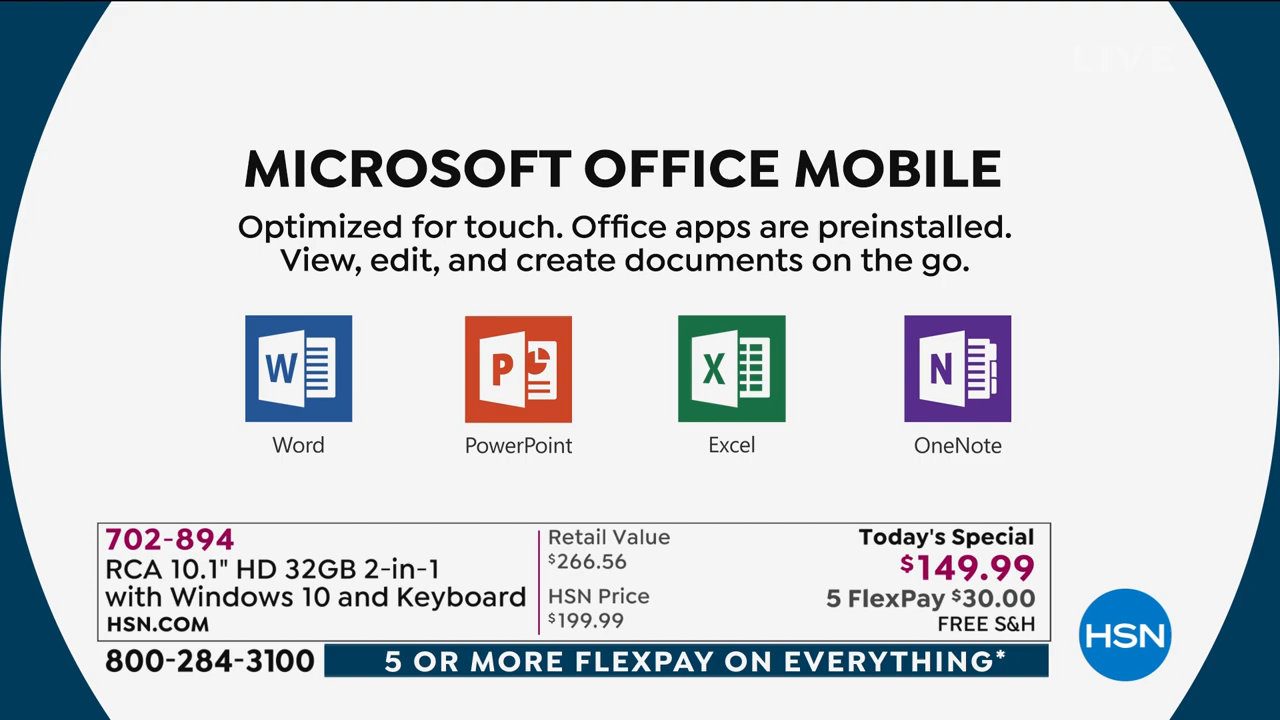 LIVE
MICROSOFT OFFICE MOBILE
Optimized for touch. Office apps are preinstalled.
View, edit, and create documents on the go.
W
P
X
N
Word
PowerPoint
Excel
OneNote
702-894
RCA 10.1" HD 32GB 2-in-1
with Windows 10 and Keyboard
HSN.COM
Retail Value
$266.56
HSN Price
$199.99
Today's Special
$149.99
5 FlexPay $30.00
FREE S&H
HSN
800-284-3100
5 OR MORE FLEXPAY ON EVERYTHING*